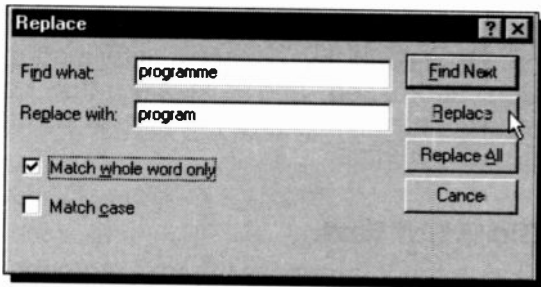 Replace
Find what: programme Find Next
Replace with: program Replace
Match whole word only Replace All
Match case Cancel